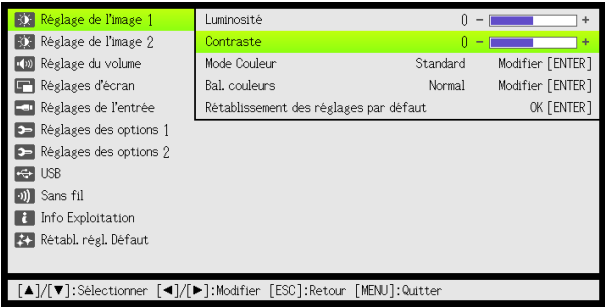 Réglage de l'image 1
Luminosité 0 - +
Réglage de l'image 2
Contraste 0 - +
Réglage du volume
Mode Couleur Standard Modifier [ENTER]
Réglages d'écran
Bal. couleurs Normal Modifier [ENTER]
Réglages de l'entrée
Rétablissement des réglages par défaut OK [ENTER]
Réglages des options 1
Réglages des options 2
USB
Sans fil
Info Exploitation
Rétabl. régl. Défaut
[▲]/[▼]:Sélectionner [◀]/[▶]:Modifier [ESC]:Retour [MENU]:Quitter